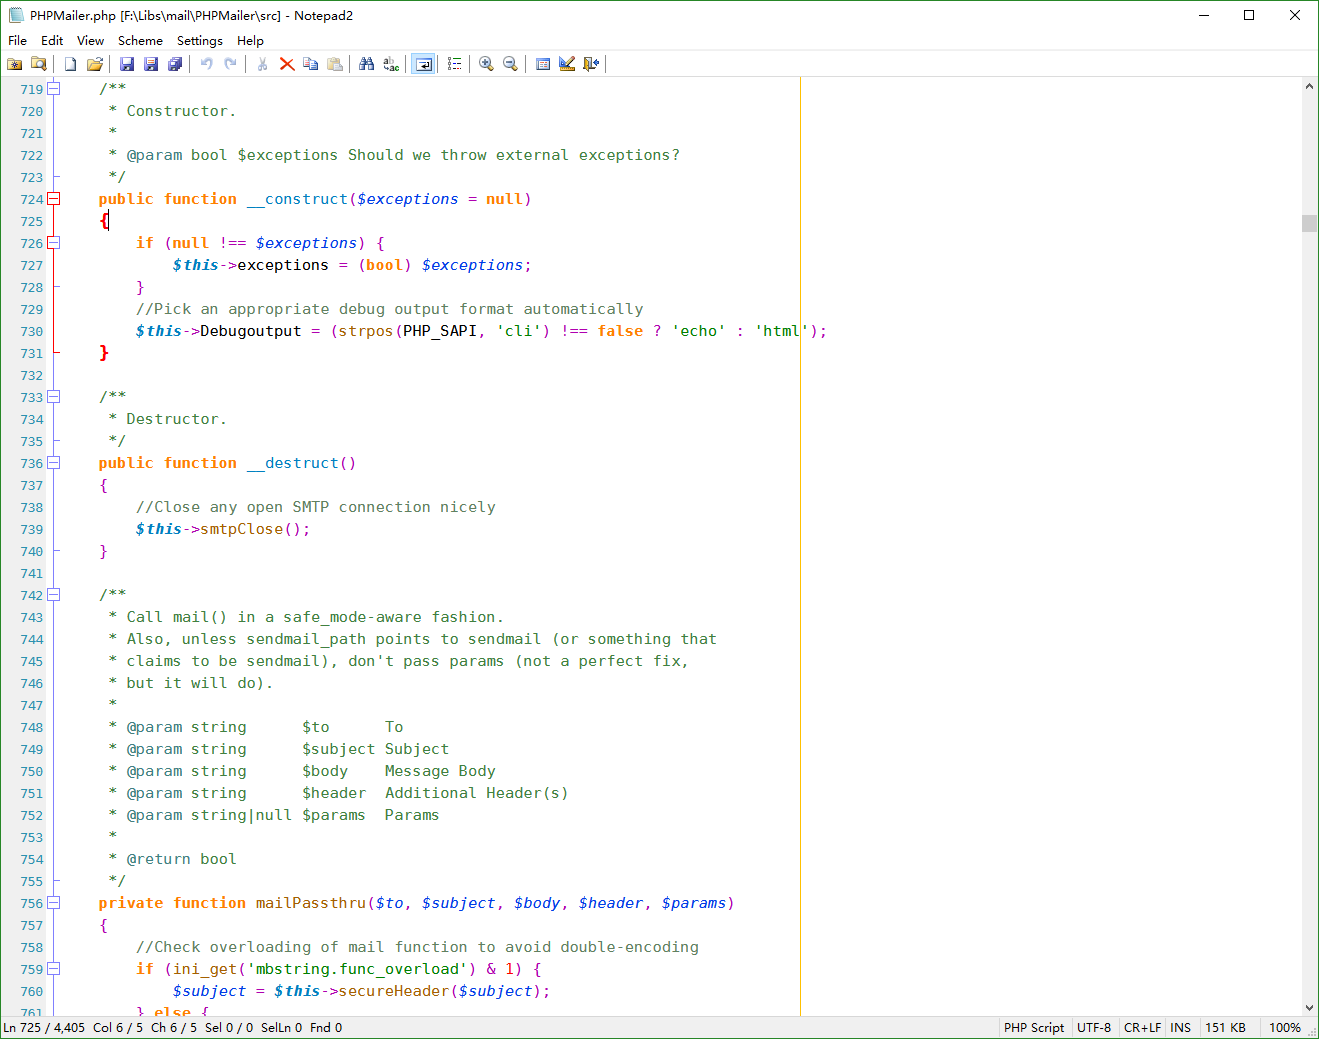 PHPMailer.php [F:\Libs\mail\PHPMailer\src] - Notepad2
File Edit View Scheme Settings Help
719 /**
720 * Constructor.
721 *
722 * @param bool $exceptions Should we throw external exceptions?
723 */
724 public function __construct($exceptions = null)
725 {
726 if (null !== $exceptions) {
727 $this->exceptions = (bool) $exceptions;
728 }
729 //Pick an appropriate debug output format automatically
730 $this->Debugoutput = (strpos(PHP_SAPI, 'cli') !== false ? 'echo' : 'html');
731 }
732
733 /**
734 * Destructor.
735 */
736 public function __destruct()
737 {
738 //Close any open SMTP connection nicely
739 $this->smtpClose();
740 }
741
742 /**
743 * Call mail() in a safe_mode-aware fashion.
744 * Also, unless sendmail_path points to sendmail (or something that
745 * claims to be sendmail), don't pass params (not a perfect fix,
746 * but it will do).
747 *
748 * @param string $to To
749 * @param string $subject Subject
750 * @param string $body Message Body
751 * @param string $header Additional Header(s)
752 * @param string|null $params Params
753 *
754 * @return bool
755 */
756 private function mailPassthru($to, $subject, $body, $header, $params)
757 {
758 //Check overloading of mail function to avoid double-encoding
759 if (ini_get('mbstring.func_overload') & 1) {
760 $subject = $this->secureHeader($subject);
761 } else {
Ln 725 / 4,405 Col 6 / 5 Ch 6 / 5 Sel 0 / 0 SelLn 0 Fnd 0 PHP Script UTF-8 CR+LF INS 151 KB 100%